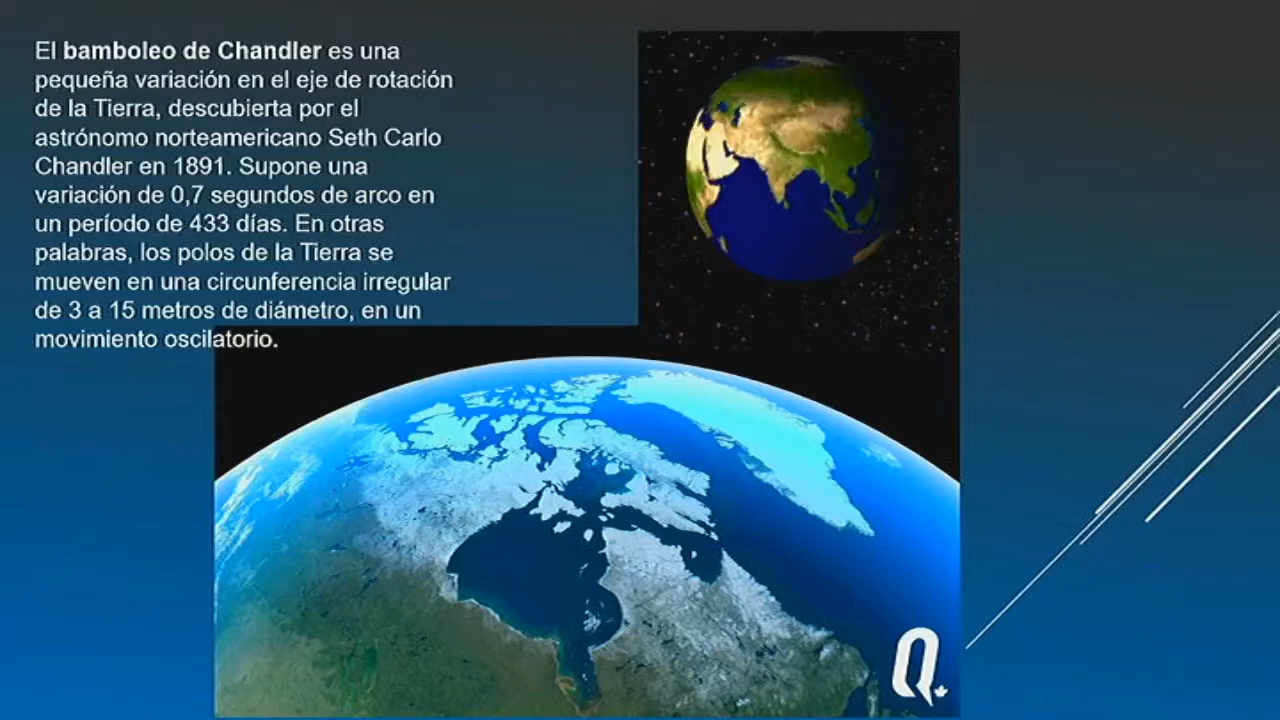 El bamboleo de Chandler es una
pequeña variación en el eje de rotación
de la Tierra, descubierta por el
astrónomo norteamericano Seth Carlo
Chandler en 1891. Supone una
variación de 0,7 segundos de arco en
un período de 433 días. En otras
palabras, los polos de la Tierra se
mueven en una circunferencia irregular
de 3 a 15 metros de diámetro, en un
movimiento oscilatorio.
Q